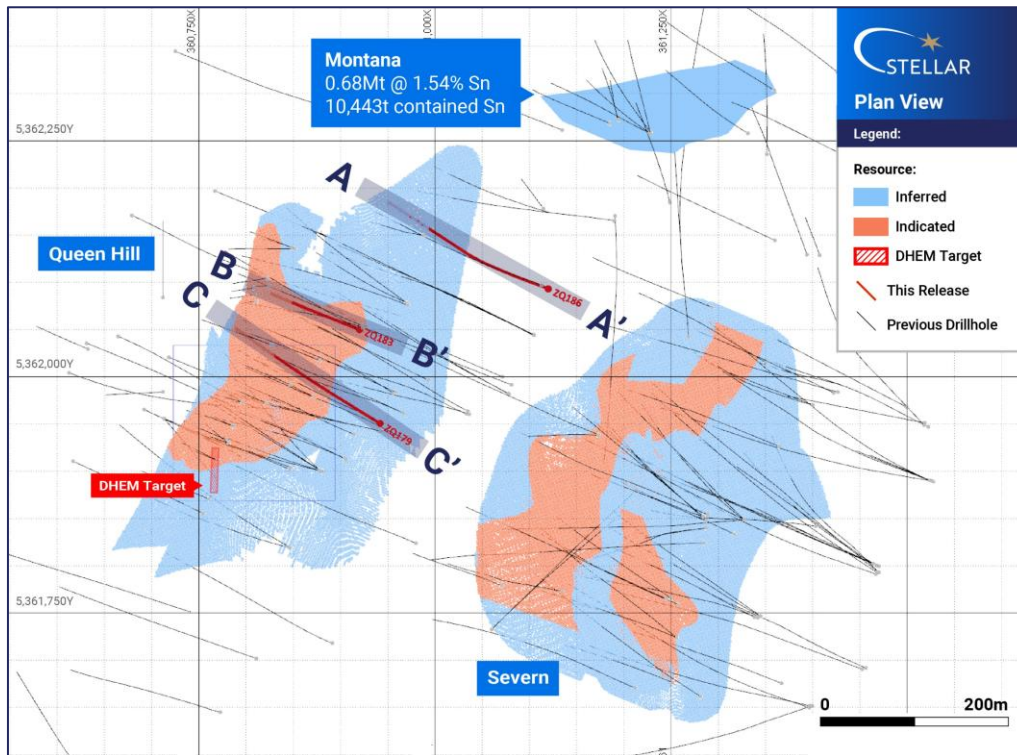 360,750X
1,000X
361,250X
Montana
0.68Mt @ 1.54% Sn
10,443t contained Sn
STELLAR
Plan View
Legend:
Resource:
Inferred
Indicated
DHEM Target
This Release
Previous Drillhole
5,362,250Y
A
Queen Hill
B
C
ZQ186
A'
ZQ183
B'
5,362,000Y
ZQ179
C'
DHEM Target
5,361,750Y
Severn
0
200m